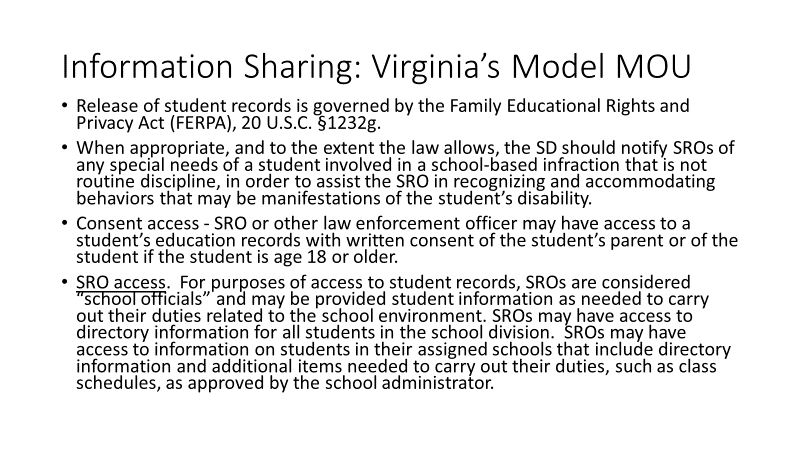 Information Sharing: Virginia’s Model MOU
• Release of student records is governed by the Family Educational Rights and
Privacy Act (FERPA), 20 U.S.C. §1232g.
• When appropriate, and to the extent the law allows, the SD should notify SROs of
any special needs of a student involved in a school-based infraction that is not
routine discipline, in order to assist the SRO in recognizing and accommodating
behaviors that may be manifestations of the student’s disability.
• Consent access - SRO or other law enforcement officer may have access to a
student’s education records with written consent of the student’s parent or of the
student if the student is age 18 or older.
• SRO access.  For purposes of access to student records, SROs are considered
“school officials” and may be provided student information as needed to carry
out their duties related to the school environment. SROs may have access to
directory information for all students in the school division.  SROs may have
access to information on students in their assigned schools that include directory
information and additional items needed to carry out their duties, such as class
schedules, as approved by the school administrator.